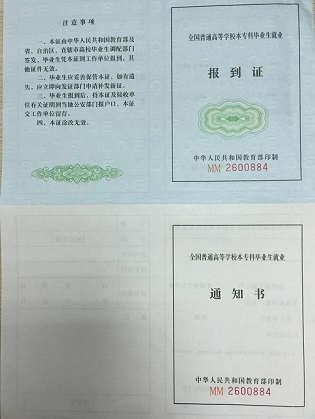 注意事项
一、本证由中华人民共和国教育部及
省、自治区、直辖市高校毕业生调配部门
签发。毕业生凭本证到工作单位报到，其
他证件无效。
二、毕业生应妥善保管本证，如有遗
失，应立即向发证部门申请补发新证。
三、毕业生报到后，持本证及接收单
位有关证明到当地公安部门报户口。本证
交工作单位留存。
四、本证涂改无效。
全国普通高等学校本专科毕业生就业
报到证
中华人民共和国教育部印制
MM 2600884
全国普通高等学校本专科毕业生就业
通知书
中华人民共和国教育部印制
MM 2600884